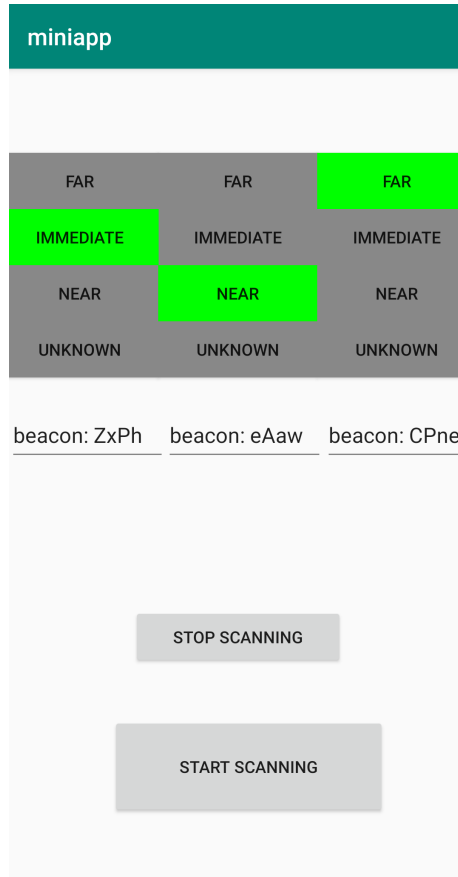 miniapp
FAR FAR FAR
IMMEDIATE IMMEDIATE IMMEDIATE
NEAR NEAR NEAR
UNKNOWN UNKNOWN UNKNOWN
beacon: ZxPh beacon: eAaw beacon: CPne
STOP SCANNING
START SCANNING